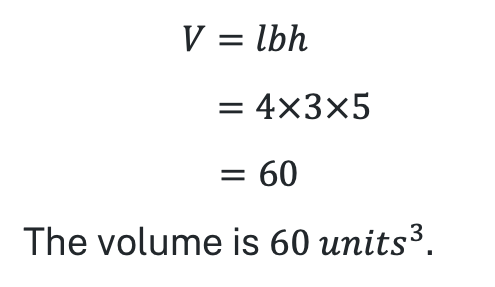 V = lbh
= 4×3×5
= 60
The volume is 60 units³.